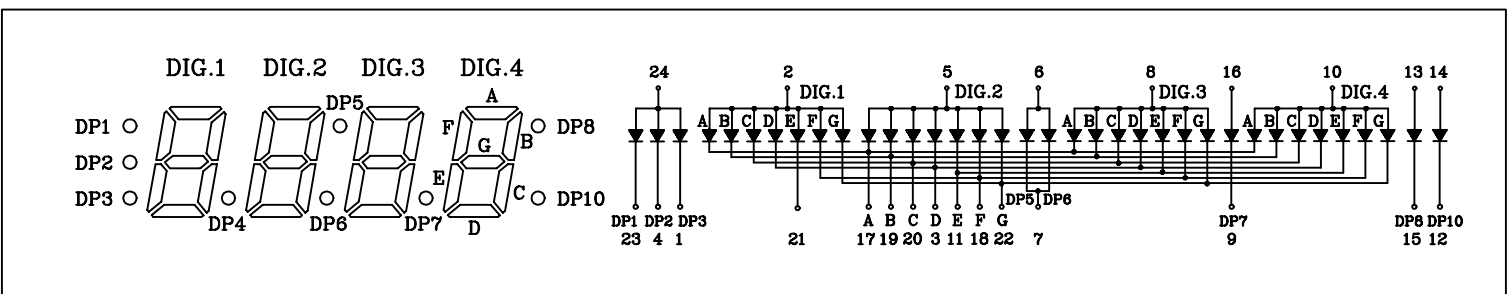 DIG.1 DIG.2 DIG.3 DIG.4
A
DP5
DP1 F B DP8
G
DP2
E
DP3 C DP10
DP4 DP6 DP7 D
24 2 5 6 8 16 10 13 14
DIG.1 DIG.2 DIG.3 DIG.4
A B C D E F G A B C D E F G A B C D E F G
DP5 DP6
DP1 DP2 DP3 A B C D E F G DP7 DP8 DP10
23 4 1 21 17 19 20 3 11 18 22 7 9 15 12